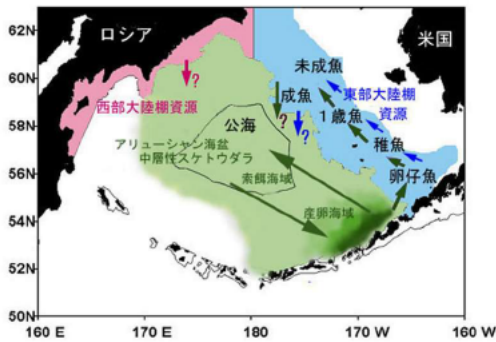 62N
60N
58N
56N
54N
52N
50N
ロシア
米国
未成魚
成魚
東部大陸棚
資源
1歳魚
稚魚
卵仔魚
?
?
?
西部大陸棚資源
公海
アリューシャン海盆
中層性スケトウダラ
索餌海域
産卵海域
160 E
170 E
180
170 W
160 W